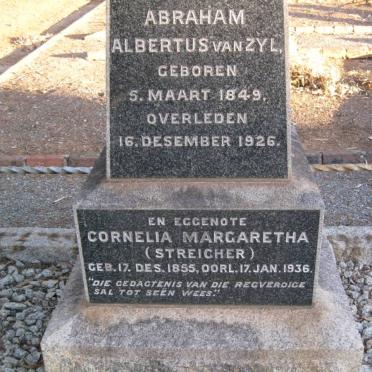 ABRAHAM
ALBERTUS VAN ZYL,
GEBOREN
5. MAART 1849,
OVERLEDEN
16. DESEMBER 1926.
EN EGGENOTE
CORNELIA MARGARETHA
(STREICHER)
GEB. 17. DES. 1855, OORL. 17. JAN. 1936.
"DIE GEDACTENIS VAN DIE REGVERDIGE
SAL TOT SEËN WEES."